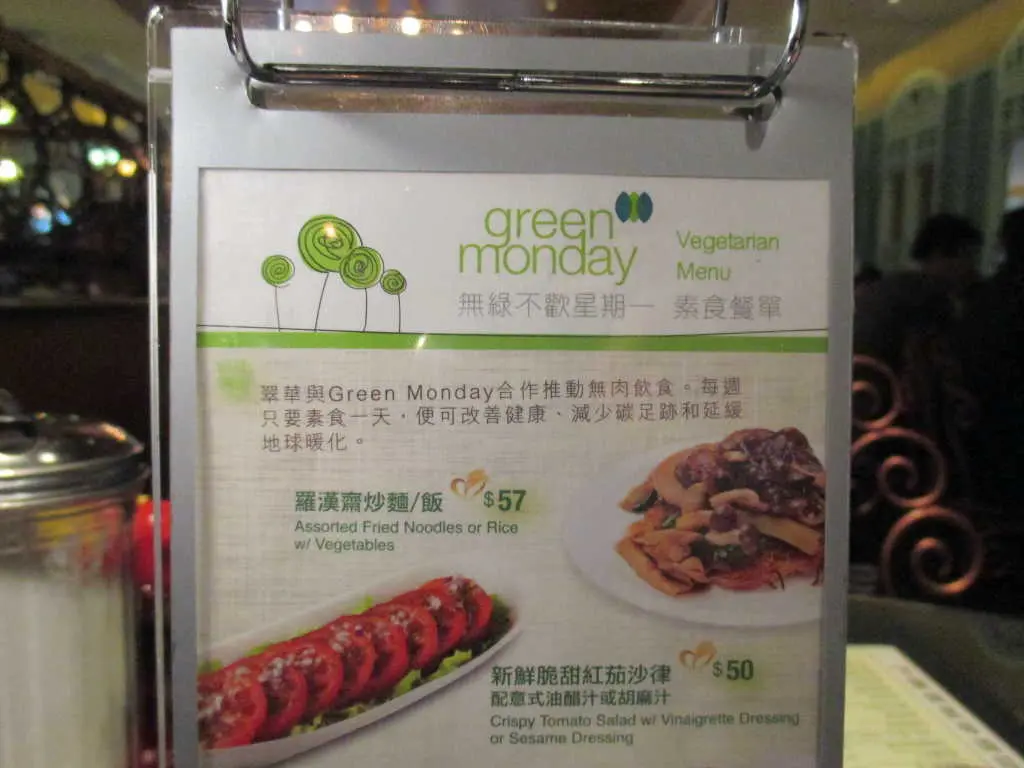 green
monday
Vegetarian
Menu
無綠不歡星期一 素食餐單
翠華與Green Monday合作推動無肉飲食。每週
只要素食一天，便可改善健康、減少碳足跡和延緩
地球暖化。
羅漢齋炒麵/飯 $57
Assorted Fried Noodles or Rice
w/ Vegetables
新鮮脆甜紅茄沙律 $50
配意式油醋汁或胡麻汁
Crispy Tomato Salad w/ Vinaigrette Dressing
or Sesame Dressing